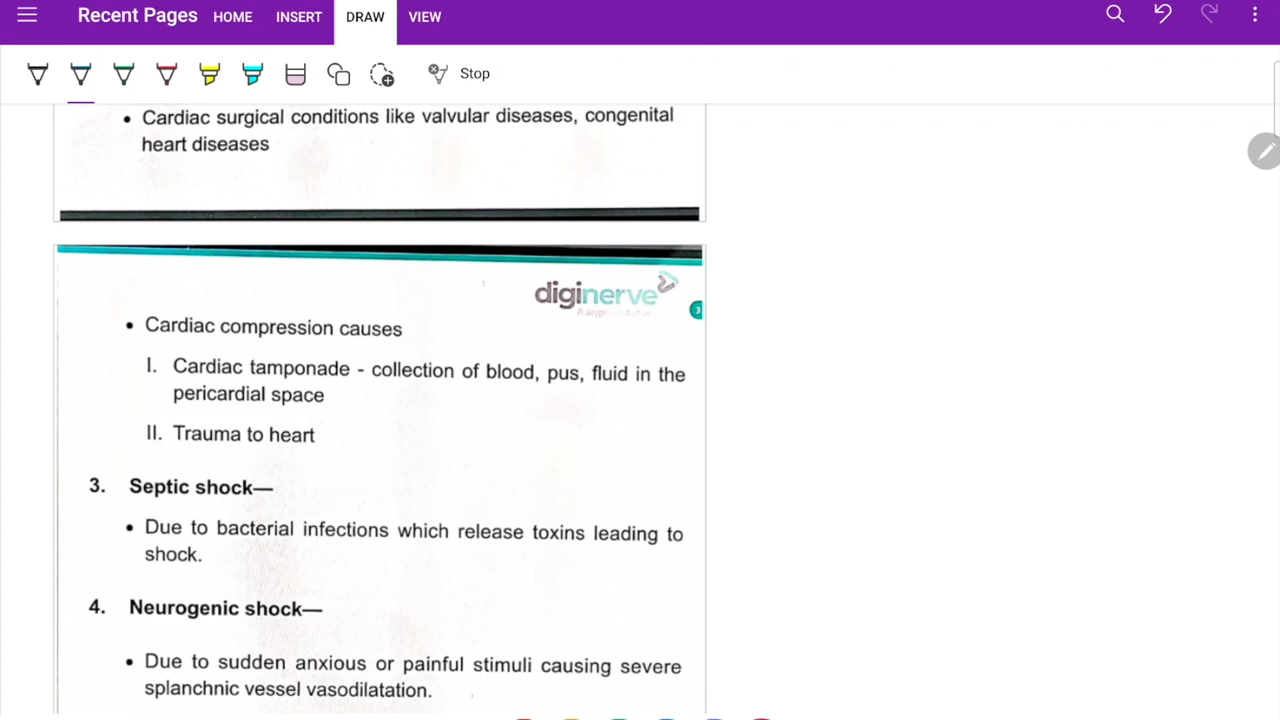 Recent Pages HOME INSERT DRAW VIEW
Stop
• Cardiac surgical conditions like valvular diseases, congenital
heart diseases
diginerve
3
• Cardiac compression causes
I. Cardiac tamponade - collection of blood, pus, fluid in the
pericardial space
II. Trauma to heart
3. Septic shock—
• Due to bacterial infections which release toxins leading to
shock.
4. Neurogenic shock—
• Due to sudden anxious or painful stimuli causing severe
splanchnic vessel vasodilatation.